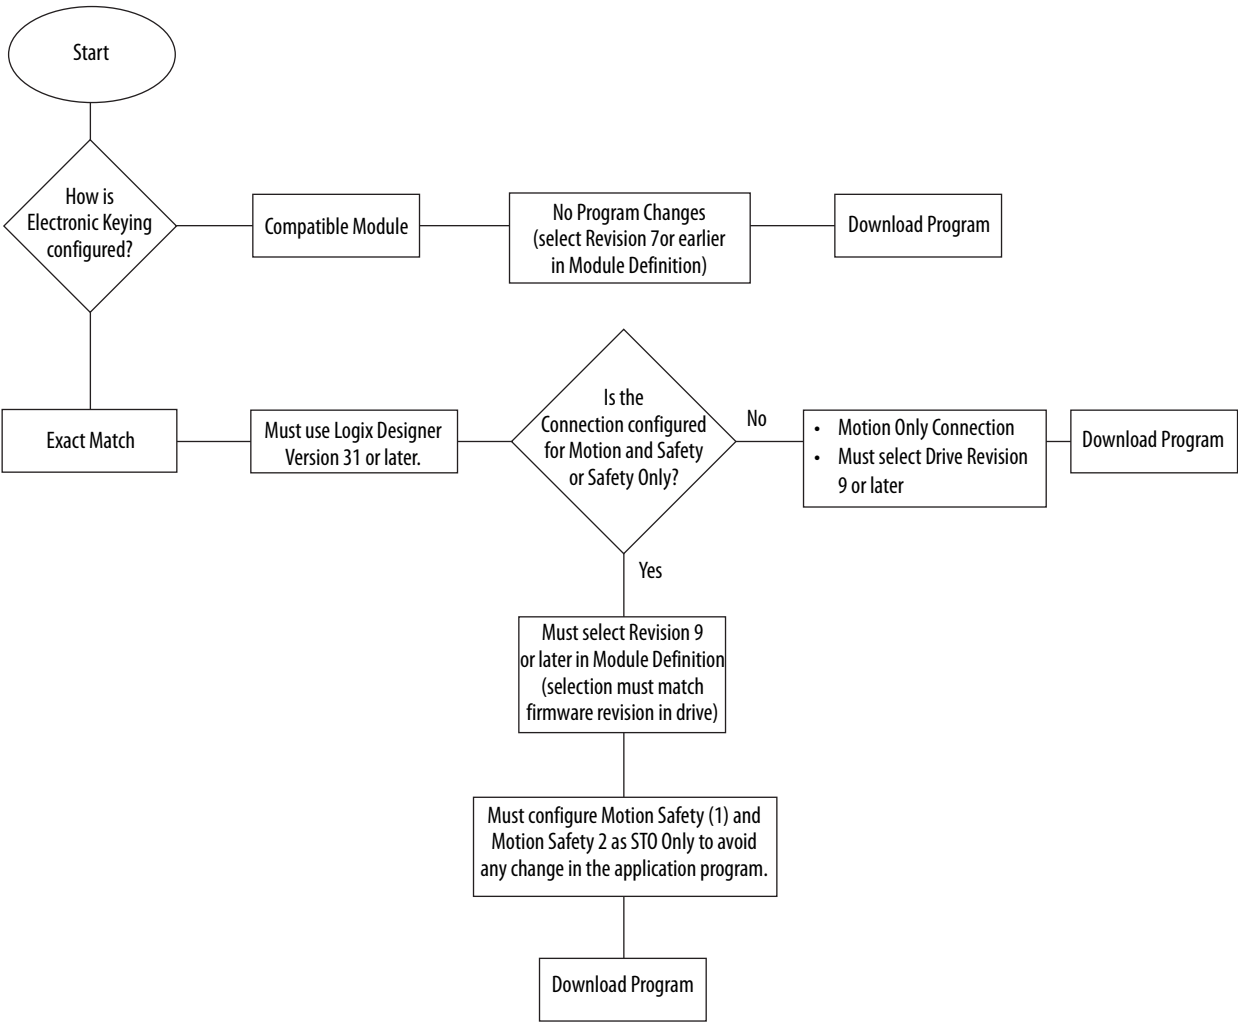 Start
How is
Electronic Keying
configured?
Compatible Module
No Program Changes
(select Revision 7or earlier
in Module Definition)
Download Program
Exact Match
Must use Logix Designer
Version 31 or later.
Is the
Connection configured
for Motion and Safety
or Safety Only?
No
• Motion Only Connection
• Must select Drive Revision
9 or later
Download Program
Yes
Must select Revision 9
or later in Module Definition
(selection must match
firmware revision in drive)
Must configure Motion Safety (1) and
Motion Safety 2 as STO Only to avoid
any change in the application program.
Download Program